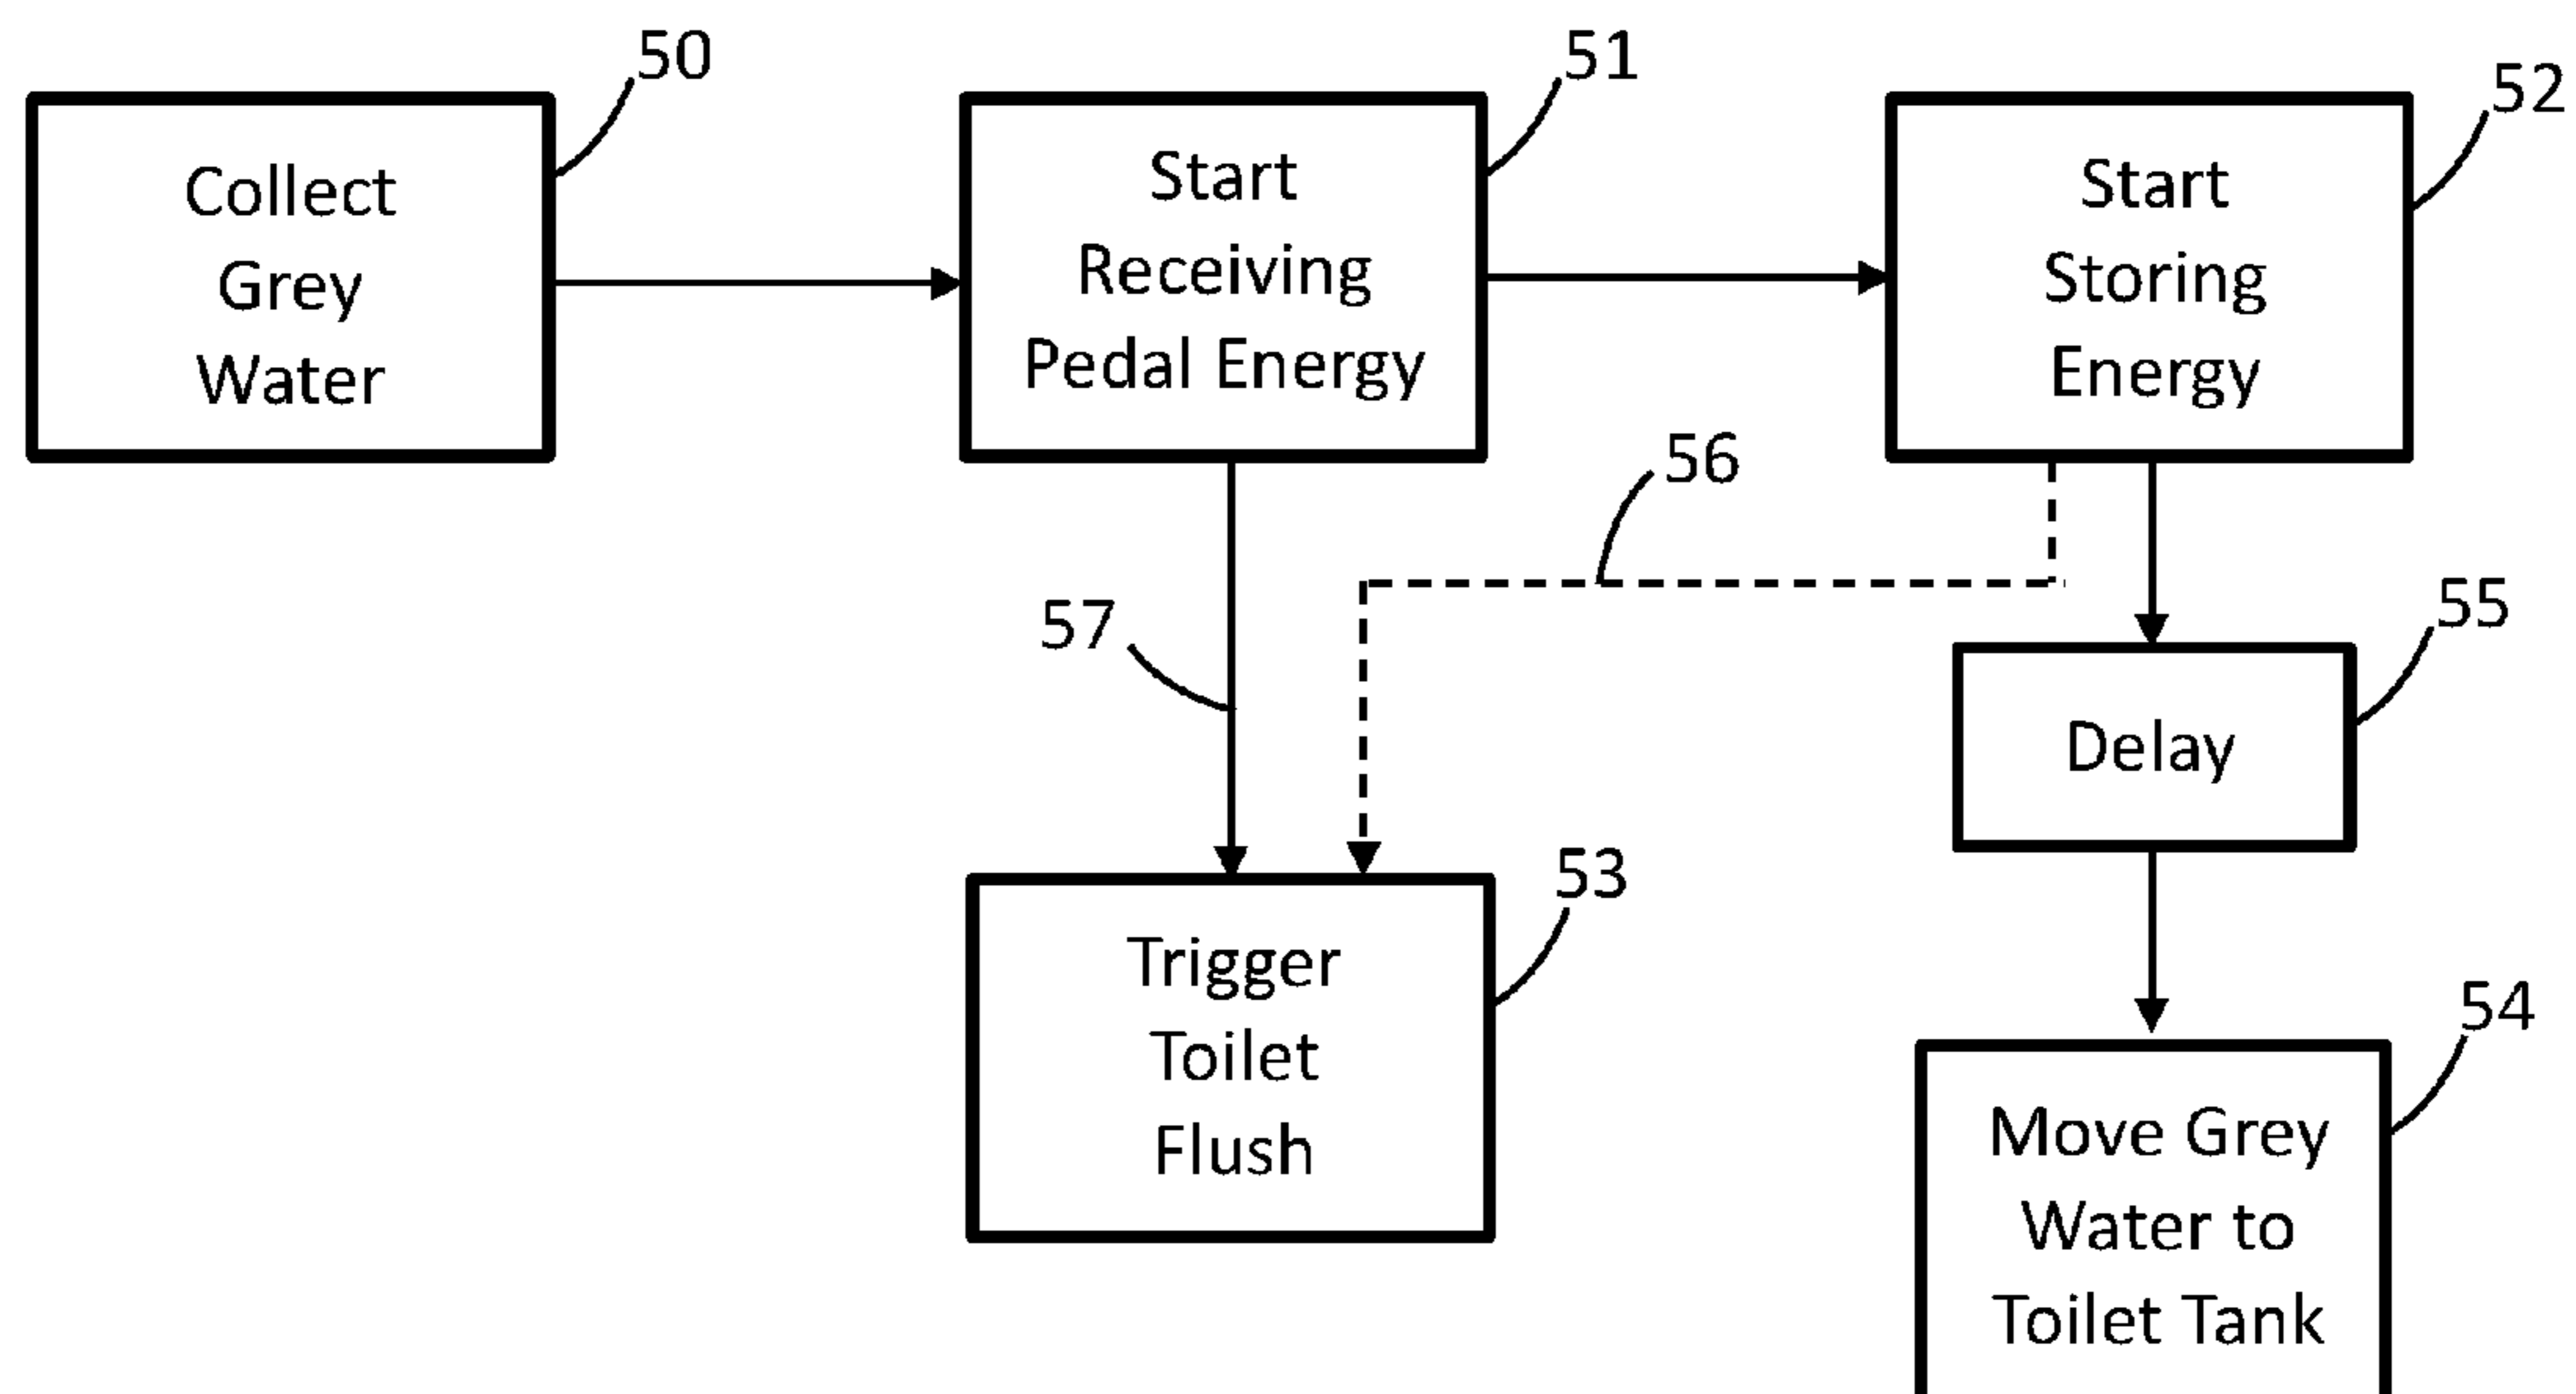 50
Collect
Grey
Water
51
Start
Receiving
Pedal Energy
52
Start
Storing
Energy
56
57
55
Delay
53
Trigger
Toilet
Flush
54
Move Grey
Water to
Toilet Tank